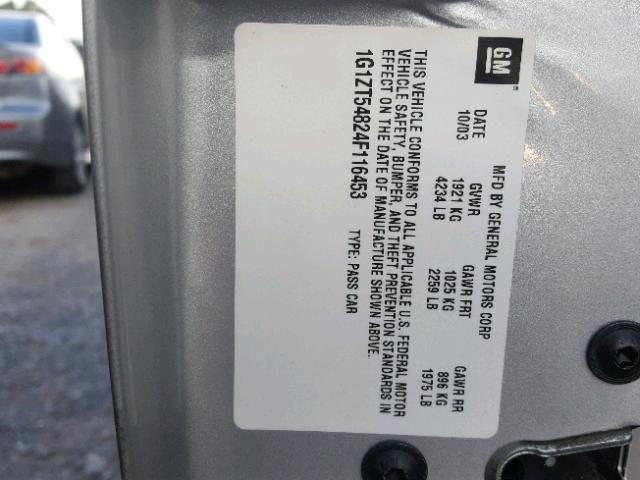 GM
MFD BY GENERAL MOTORS CORP
DATE GVWR GAWR FRT GAWR RR
10/03 1921 KG 1025 KG 896 KG
4234 LB 2259 LB 1975 LB
THIS VEHICLE CONFORMS TO ALL APPLICABLE U.S. FEDERAL MOTOR
VEHICLE SAFETY, BUMPER, AND THEFT PREVENTION STANDARDS IN
EFFECT ON THE DATE OF MANUFACTURE SHOWN ABOVE.
1G1ZT54824F116453 TYPE: PASS CAR